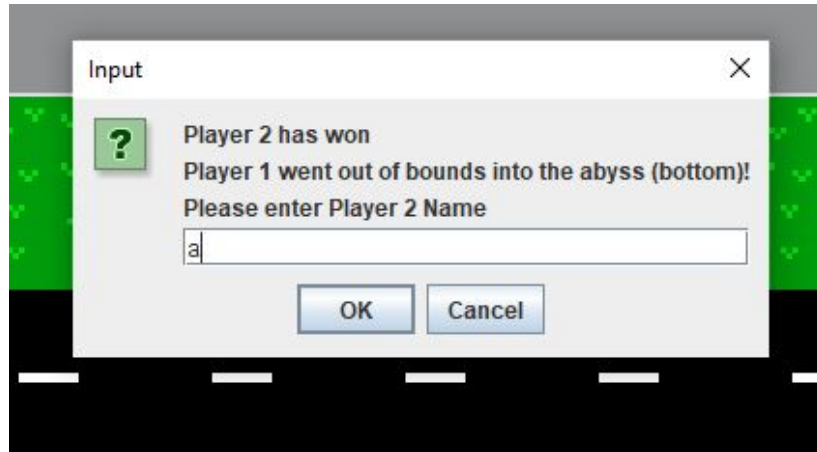 Input
Player 2 has won
Player 1 went out of bounds into the abyss (bottom)!
Please enter Player 2 Name
a
OK
Cancel